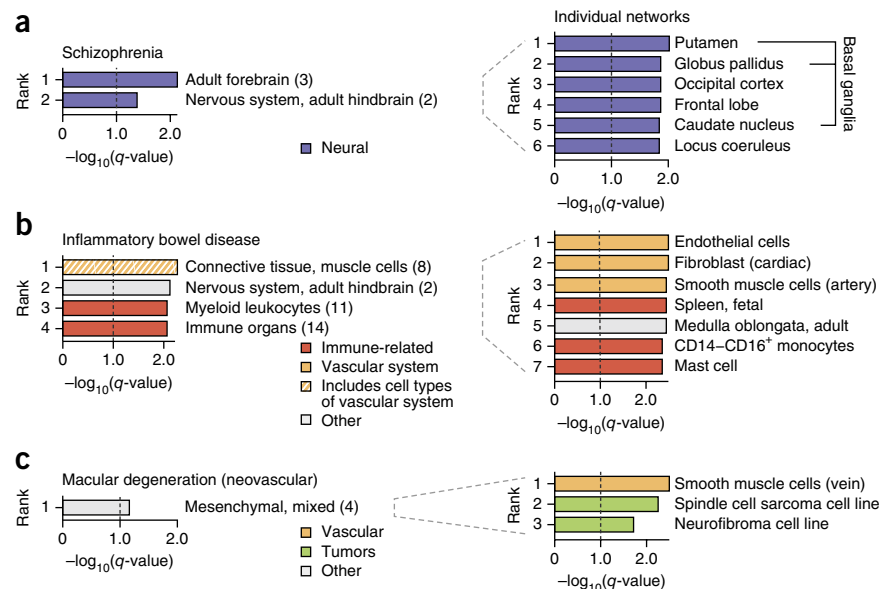 a
Schizophrenia
Rank
1
Adult forebrain (3)
2
Nervous system, adult hindbrain (2)
0 1.0 2.0
–log10(q-value)
Neural
Individual networks
Rank
1
Putamen
2
Globus pallidus
3
Occipital cortex
4
Frontal lobe
5
Caudate nucleus
6
Locus coeruleus
Basal ganglia
0 1.0 2.0
–log10(q-value)
b
Inflammatory bowel disease
Rank
1
Connective tissue, muscle cells (8)
2
Nervous system, adult hindbrain (2)
3
Myeloid leukocytes (11)
4
Immune organs (14)
0 1.0 2.0
–log10(q-value)
Immune-related
Vascular system
Includes cell types
of vascular system
Other
Rank
1
Endothelial cells
2
Fibroblast (cardiac)
3
Smooth muscle cells (artery)
4
Spleen, fetal
5
Medulla oblongata, adult
6
CD14–CD16+ monocytes
7
Mast cell
0 1.0 2.0
–log10(q-value)
c
Macular degeneration (neovascular)
Rank
1
Mesenchymal, mixed (4)
0 1.0 2.0
–log10(q-value)
Vascular
Tumors
Other
Rank
1
Smooth muscle cells (vein)
2
Spindle cell sarcoma cell line
3
Neurofibroma cell line
0 1.0 2.0
–log10(q-value)